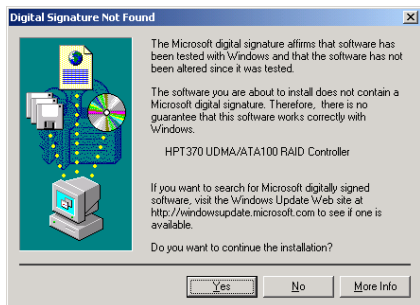 Digital Signature Not Found
The Microsoft digital signature affirms that software has
been tested with Windows and that the software has not
been altered since it was tested.
The software you are about to install does not contain a
Microsoft digital signature. Therefore, there is no
guarantee that this software works correctly with
Windows.
HPT370 UDMA/ATA100 RAID Controller
If you want to search for Microsoft digitally signed
software, visit the Windows Update Web site at
http://windowsupdate.microsoft.com to see if one is
available.
Do you want to continue the installation?
Yes No More Info